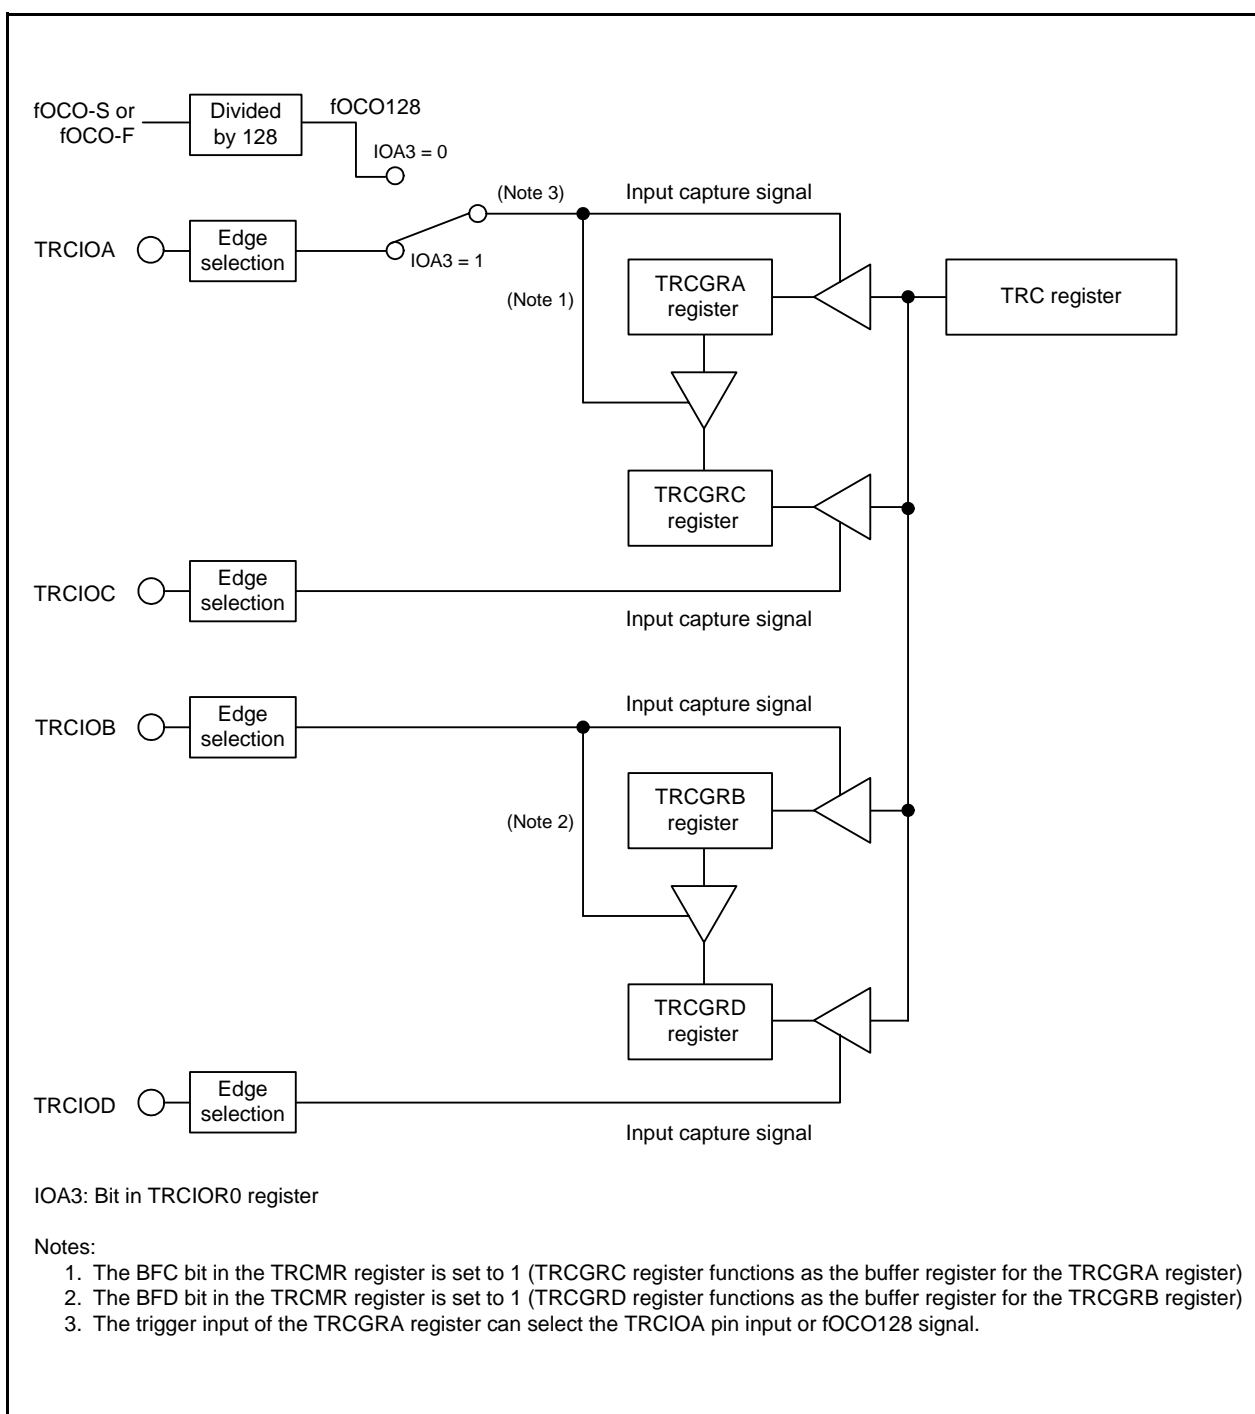 fOCO-S or
fOCO-F
Divided
by 128
fOCO128
IOA3 = 0
(Note 3)
Input capture signal
TRCIOA
Edge
selection
IOA3 = 1
(Note 1)
TRCGRA
register
TRC register
TRCGRC
register
TRCIOC
Edge
selection
Input capture signal
TRCIOB
Edge
selection
Input capture signal
(Note 2)
TRCGRB
register
TRCGRD
register
TRCIOD
Edge
selection
Input capture signal
IOA3: Bit in TRCIOR0 register
Notes:
1. The BFC bit in the TRCMR register is set to 1 (TRCGRC register functions as the buffer register for the TRCGRA register)
2. The BFD bit in the TRCMR register is set to 1 (TRCGRD register functions as the buffer register for the TRCGRB register)
3. The trigger input of the TRCGRA register can select the TRCIOA pin input or fOCO128 signal.